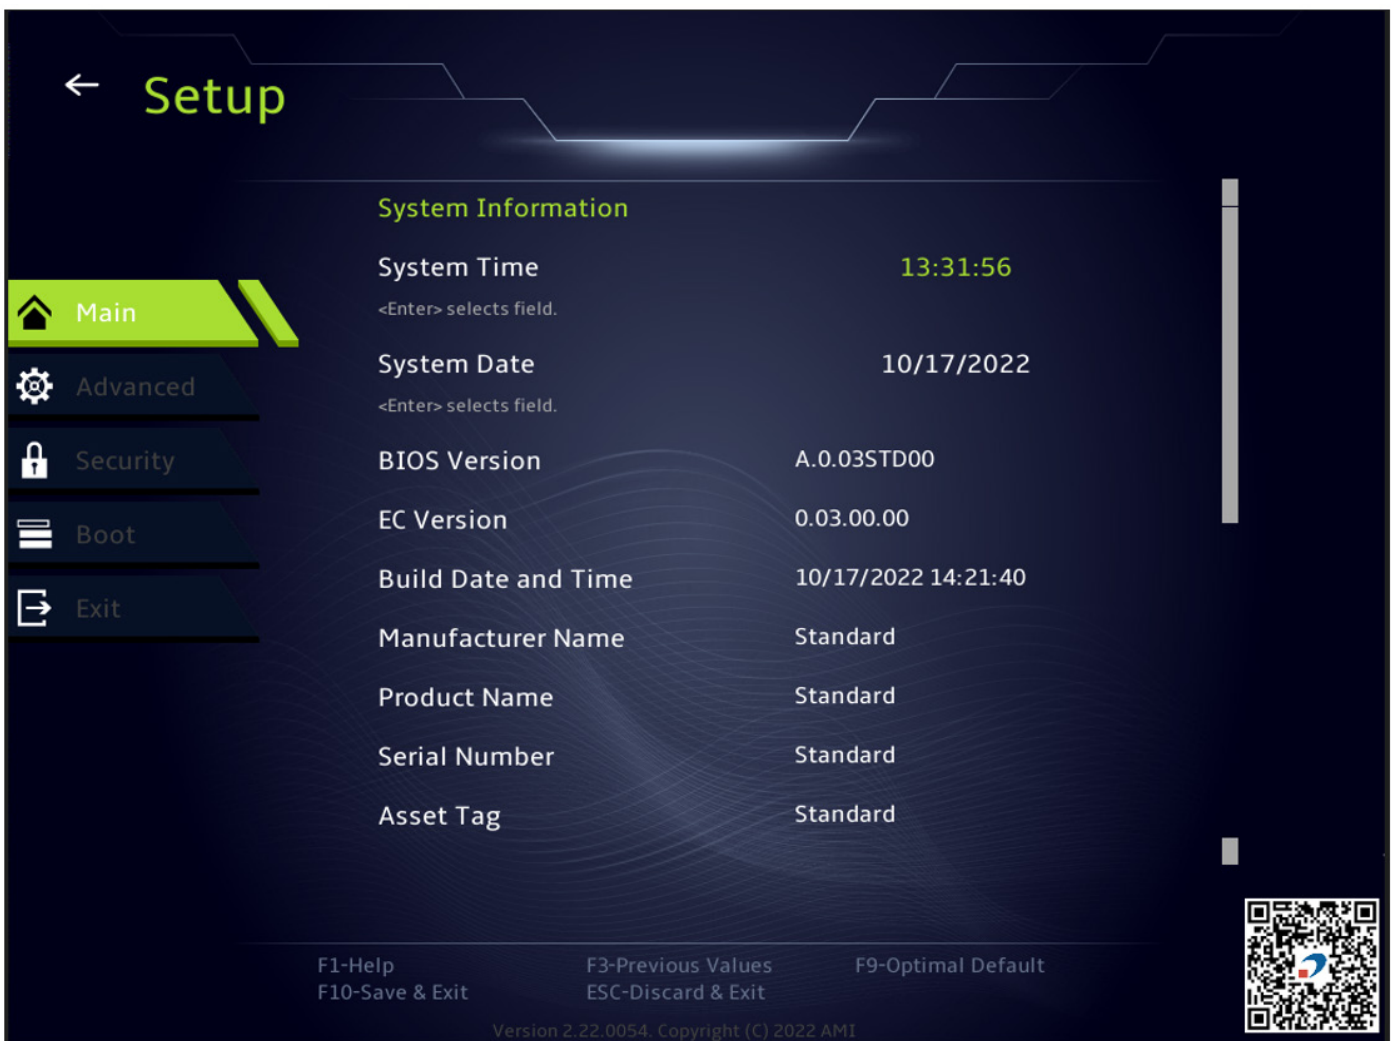 Setup
System Information
System Time 13:31:56
<Enter> selects field.
Main
System Date 10/17/2022
Advanced
<Enter> selects field.
Security
BIOS Version A.0.03STD00
EC Version 0.03.00.00
Boot
Build Date and Time 10/17/2022 14:21:40
Exit
Manufacturer Name Standard
Product Name Standard
Serial Number Standard
Asset Tag Standard
F1-Help F3-Previous Values F9-Optimal Default
F10-Save & Exit ESC-Discard & Exit
Version 2.22.0054. Copyright (C) 2022 AMI